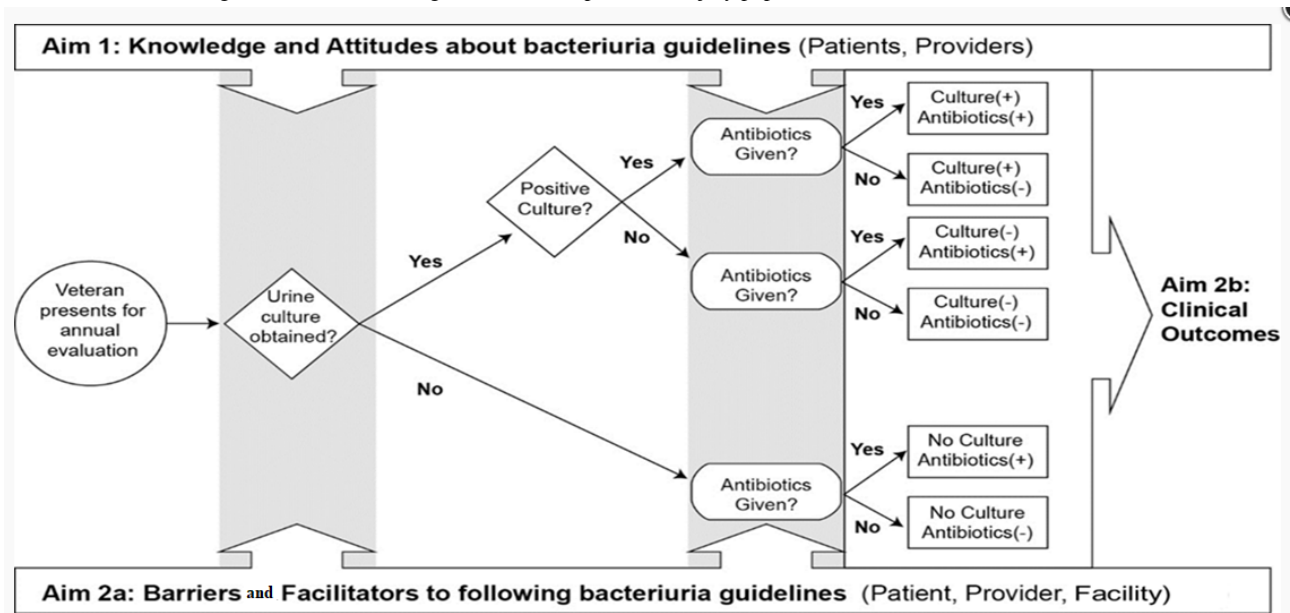 Aim 1: Knowledge and Attitudes about bacteriuria guidelines (Patients, Providers)
Yes
Culture(+)
Antibiotics(+)
Antibiotics
Given?
No
Culture(+)
Antibiotics(-)
Yes
Positive
Culture?
No
Yes
Culture(-)
Antibiotics(+)
Antibiotics
Given?
No
Culture(-)
Antibiotics(-)
Yes
Veteran
presents for
annual
evaluation
Urine
culture
obtained?
No
Aim 2b:
Clinical
Outcomes
Yes
No Culture
Antibiotics(+)
Antibiotics
Given?
No
No Culture
Antibiotics(-)
Aim 2a: Barriers and Facilitators to following bacteriuria guidelines (Patient, Provider, Facility)